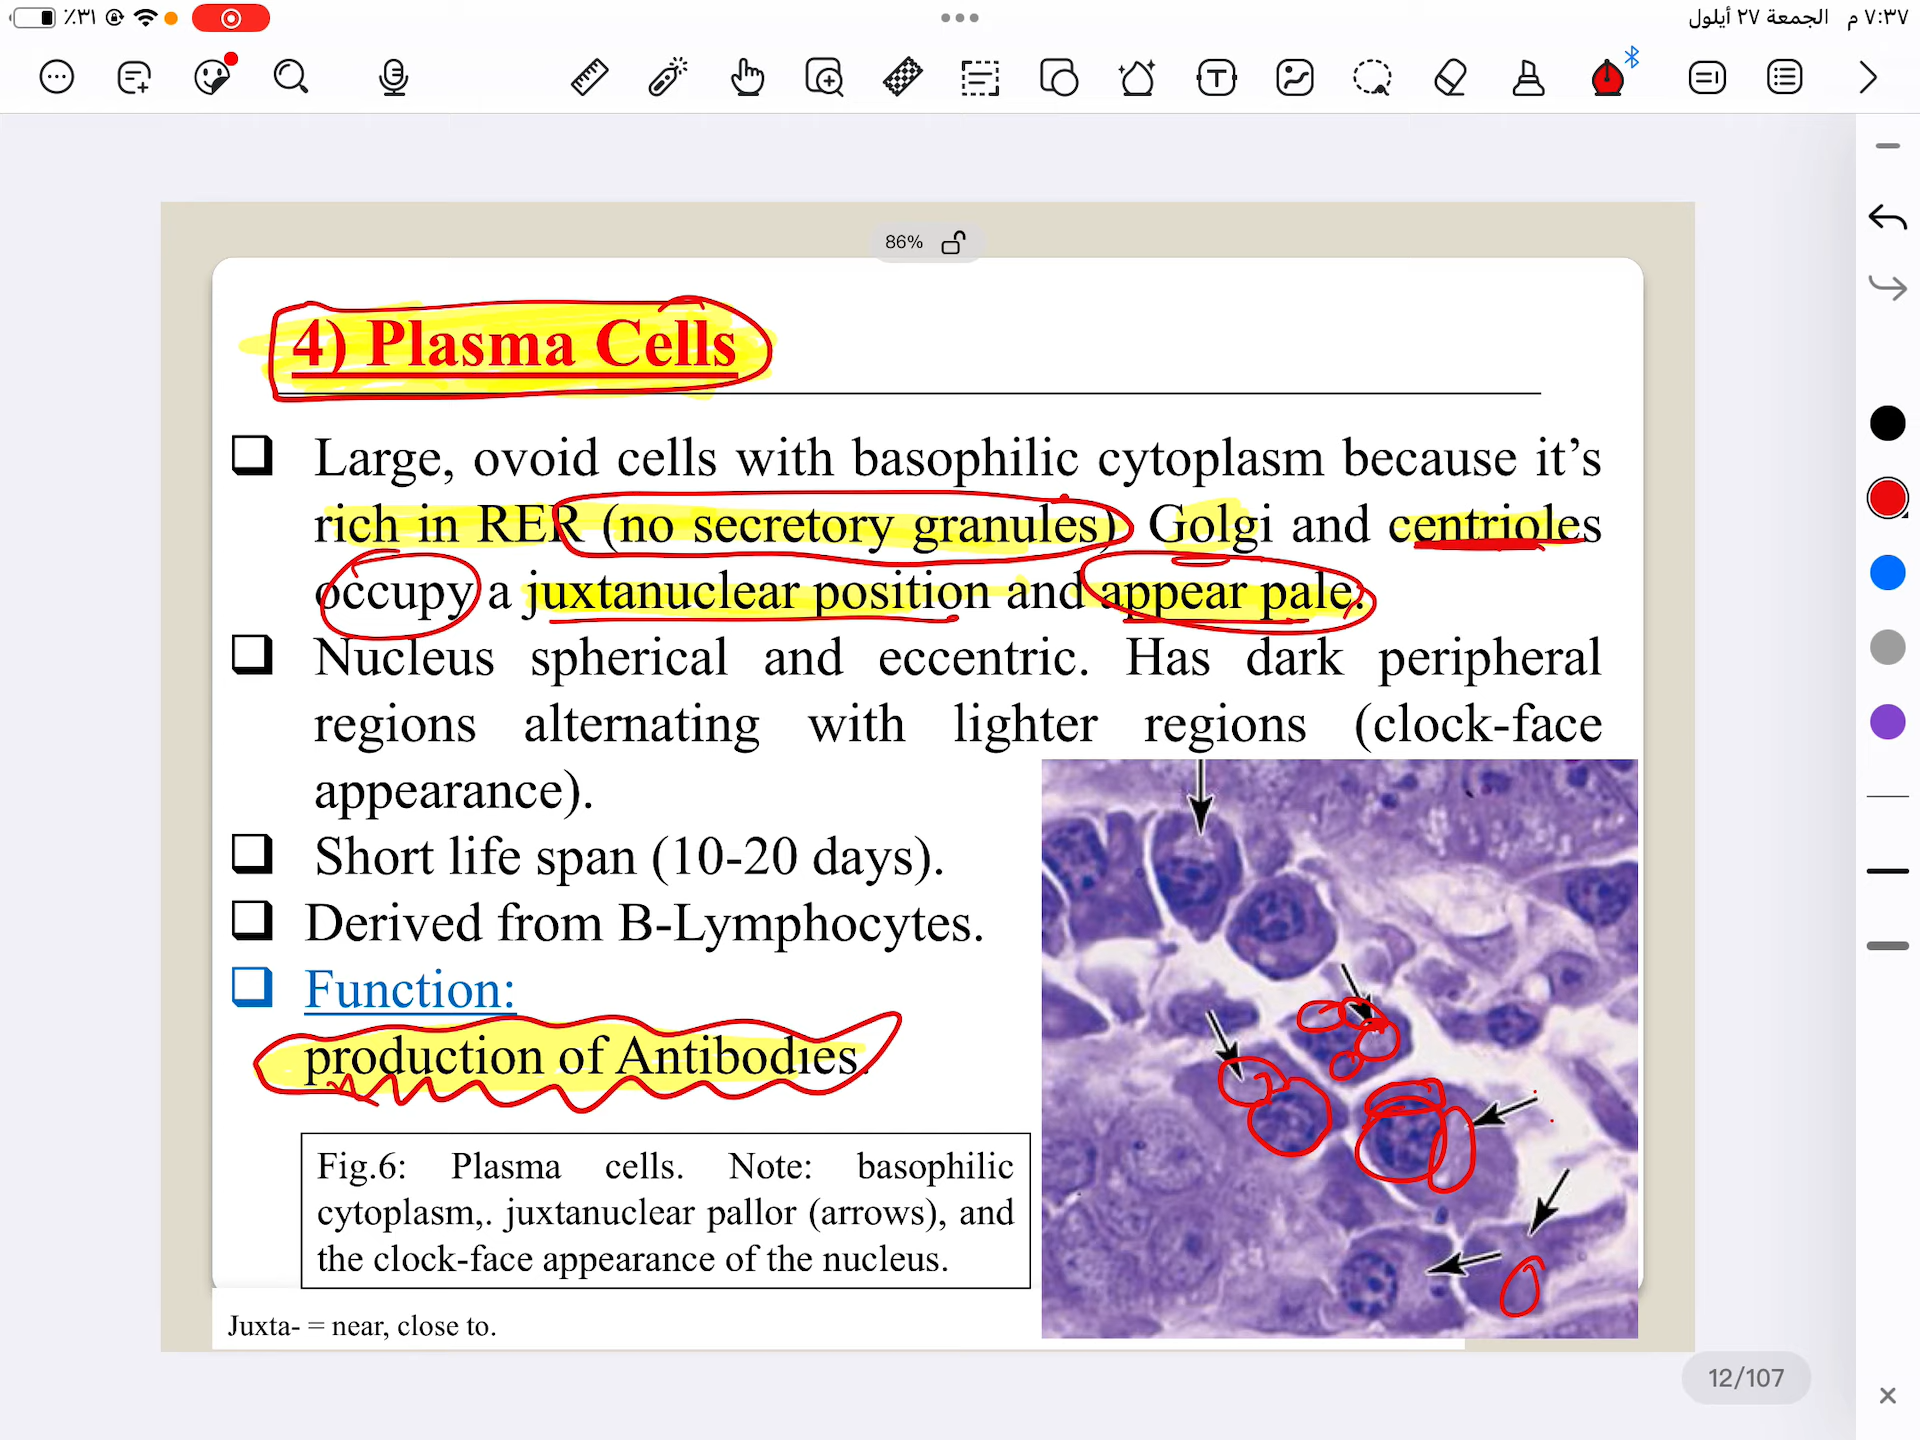 ٪٣١
٧:٣٧ م الجمعة ٢٧ أيلول
86%
4) Plasma Cells
Large, ovoid cells with basophilic cytoplasm because it’s
rich in RER (no secretory granules) Golgi and centrioles
occupy a juxtanuclear position and appear pale.
Nucleus spherical and eccentric. Has dark peripheral
regions alternating with lighter regions (clock-face
appearance).
Short life span (10-20 days).
Derived from B-Lymphocytes.
Function:
production of Antibodies.
Fig.6: Plasma cells. Note: basophilic
cytoplasm,. juxtanuclear pallor (arrows), and
the clock-face appearance of the nucleus.
Juxta- = near, close to.
12/107